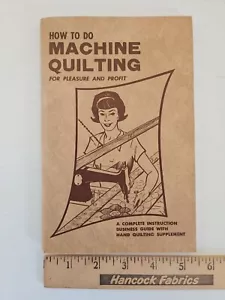 HOW TO DO
MACHINE
QUILTING
FOR PLEASURE AND PROFIT
A COMPLETE INSTRUCTION
BUSINESS GUIDE WITH
HAND QUILTING SUPPLEMENT
1 2 3 4 5 6
Hancock Fabrics